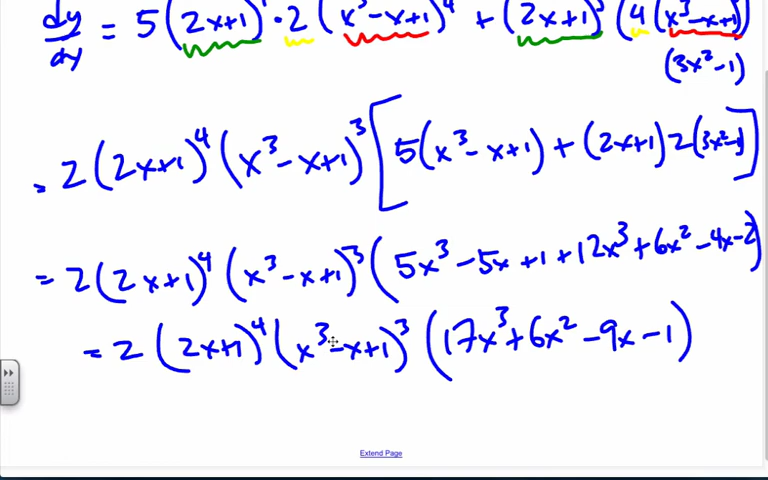 dy/dx = 5(2x+1)⁴ · 2 (x³-x+1)⁴ + (2x+1)⁵ (4(x³-x+1)³
(3x²-1)
= 2(2x+1)⁴ (x³-x+1)³ [5(x³-x+1) + (2x+1)2(3x²-1)]
= 2(2x+1)⁴ (x³-x+1)³ (5x³-5x+1+12x³+6x²-4x-2)
= 2(2x+1)⁴ (x³-x+1)³ (17x³+6x²-9x-1)
Extend Page